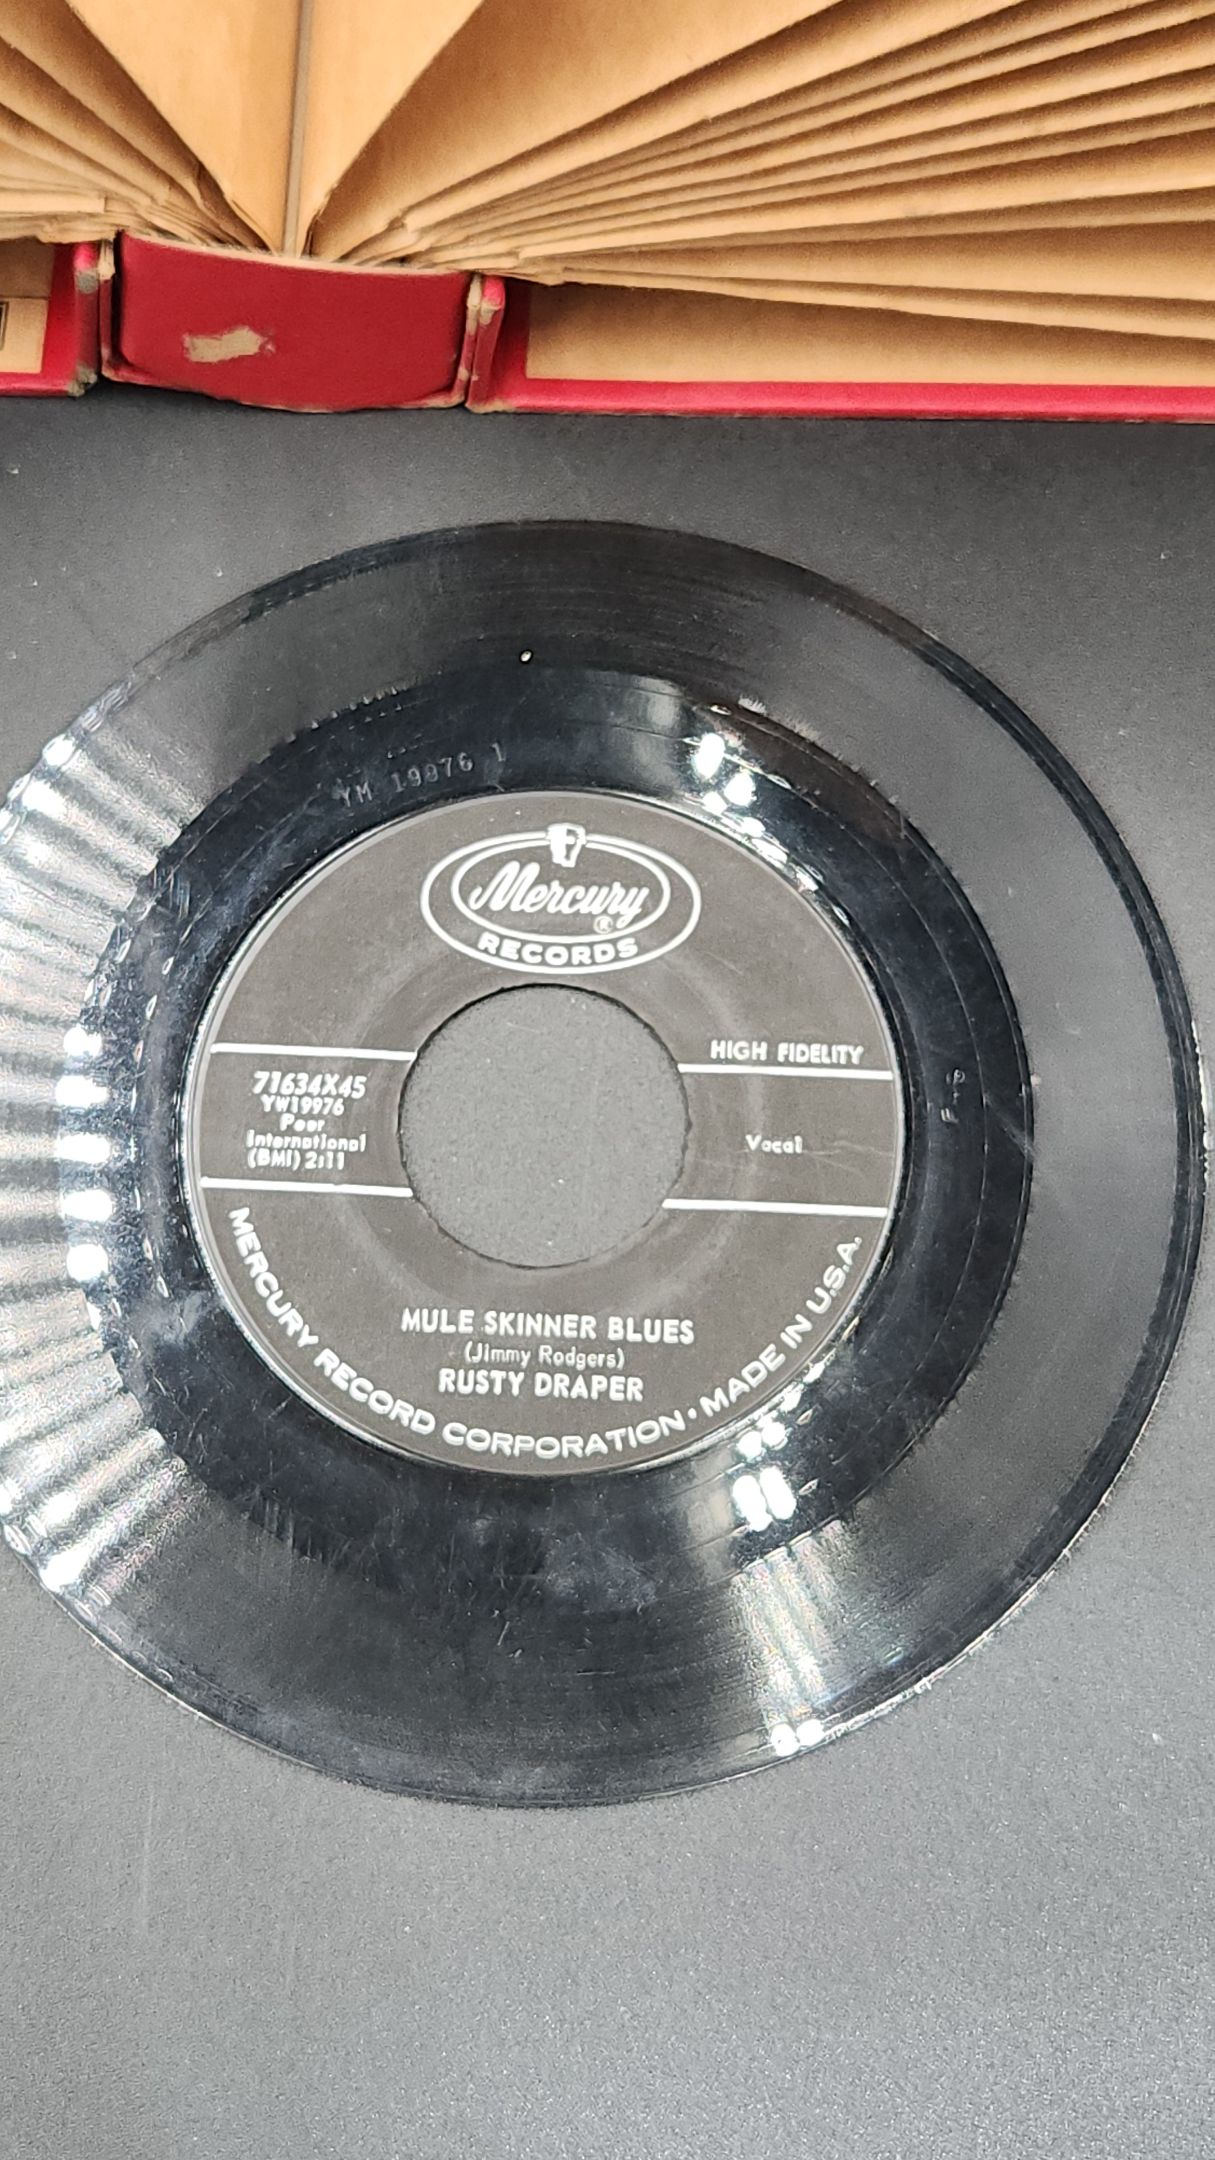 YM 19976 1
Mercury
®
RECORDS
HIGH FIDELITY
71634X45
YW19976
Peer
International
(BMI) 2:11
Vocal
MULE SKINNER BLUES
(Jimmy Rodgers)
RUSTY DRAPER
MERCURY RECORD CORPORATION • MADE IN U.S.A.